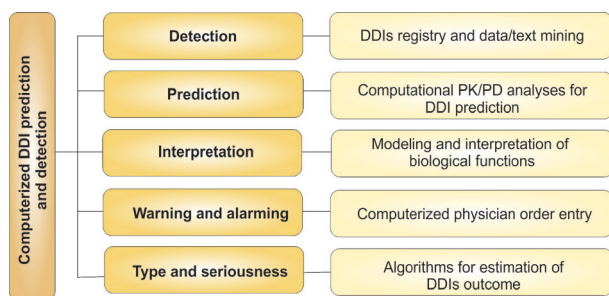 Computerized DDI prediction
and detection
Detection
DDIs registry and data/text mining
Prediction
Computational PK/PD analyses for
DDI prediction
Interpretation
Modeling and interpretation of
biological functions
Warning and alarming
Computerized physician order entry
Type and seriousness
Algorithms for estimation of
DDIs outcome